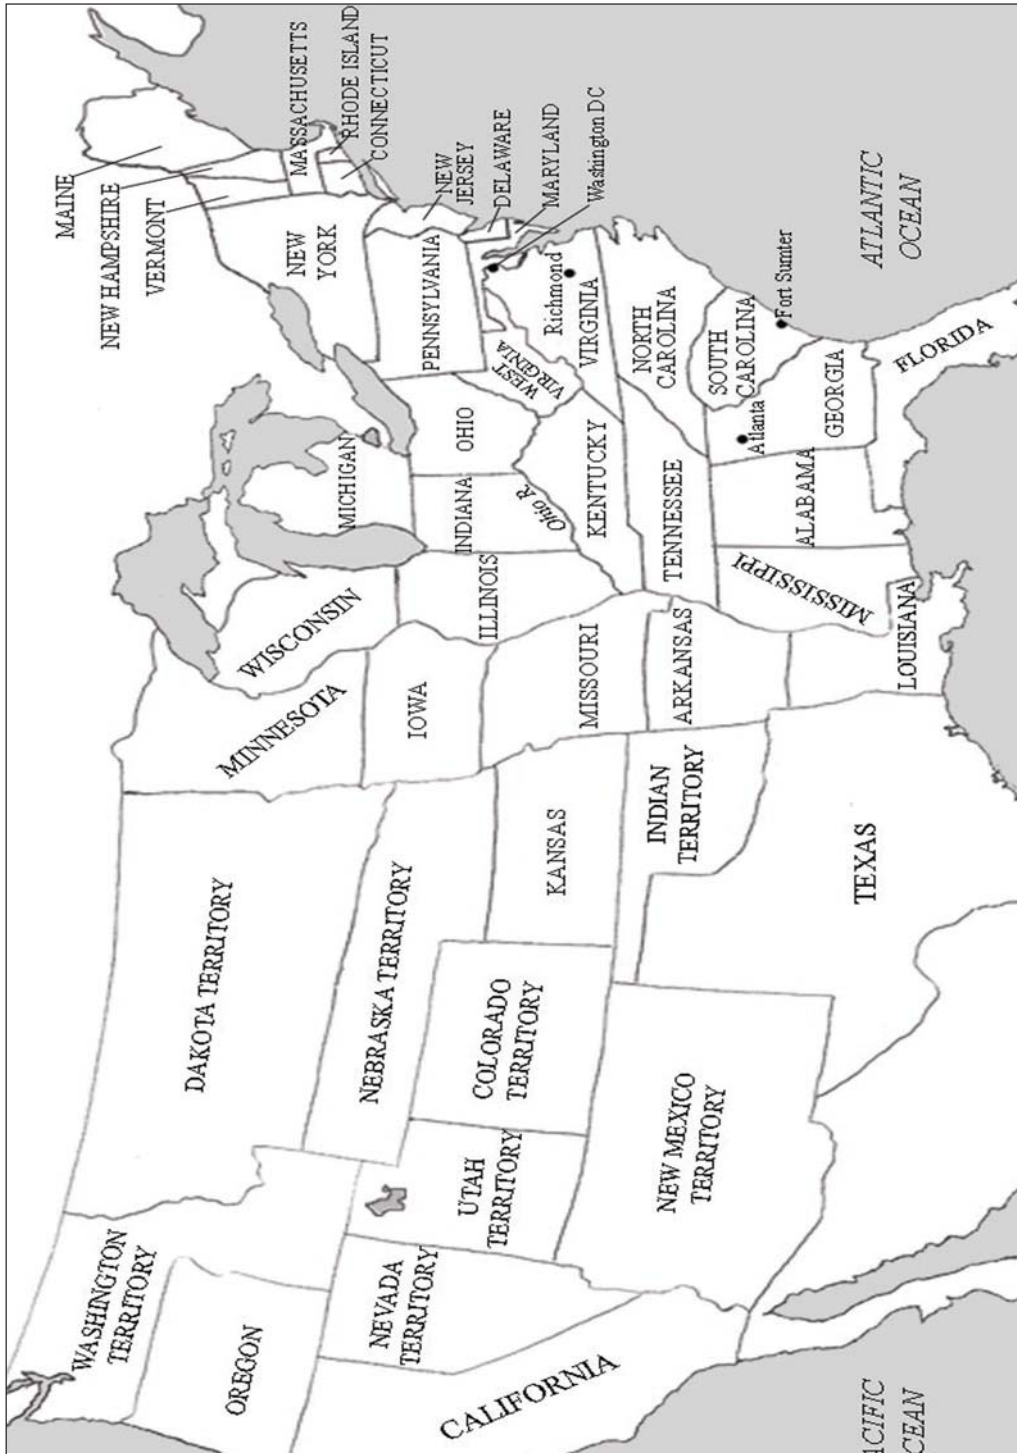 WASHINGTON
TERRITORY
OREGON
CALIFORNIA
NEVADA
TERRITORY
UTAH
TERRITORY
DAKOTA TERRITORY
NEBRASKA TERRITORY
COLORADO
TERRITORY
NEW MEXICO
TERRITORY
KANSAS
INDIAN
TERRITORY
TEXAS
MINNESOTA
IOWA
MISSOURI
ARKANSAS
LOUISIANA
WISCONSIN
ILLINOIS
MICHIGAN
INDIANA
OHIO
Ohio R.
KENTUCKY
TENNESSEE
MISSISSIPPI
ALABAMA
GEORGIA
Atlanta
FLORIDA
SOUTH
CAROLINA
Fort Sumter
NORTH
CAROLINA
VIRGINIA
Richmond
WEST
VIRGINIA
PENNSYLVANIA
NEW
YORK
MAINE
NEW HAMPSHIRE
VERMONT
MASSACHUSETTS
RHODE ISLAND
CONNECTICUT
NEW
JERSEY
DELAWARE
MARYLAND
Washington DC
ATLANTIC
OCEAN
ACIFIC
CEAN